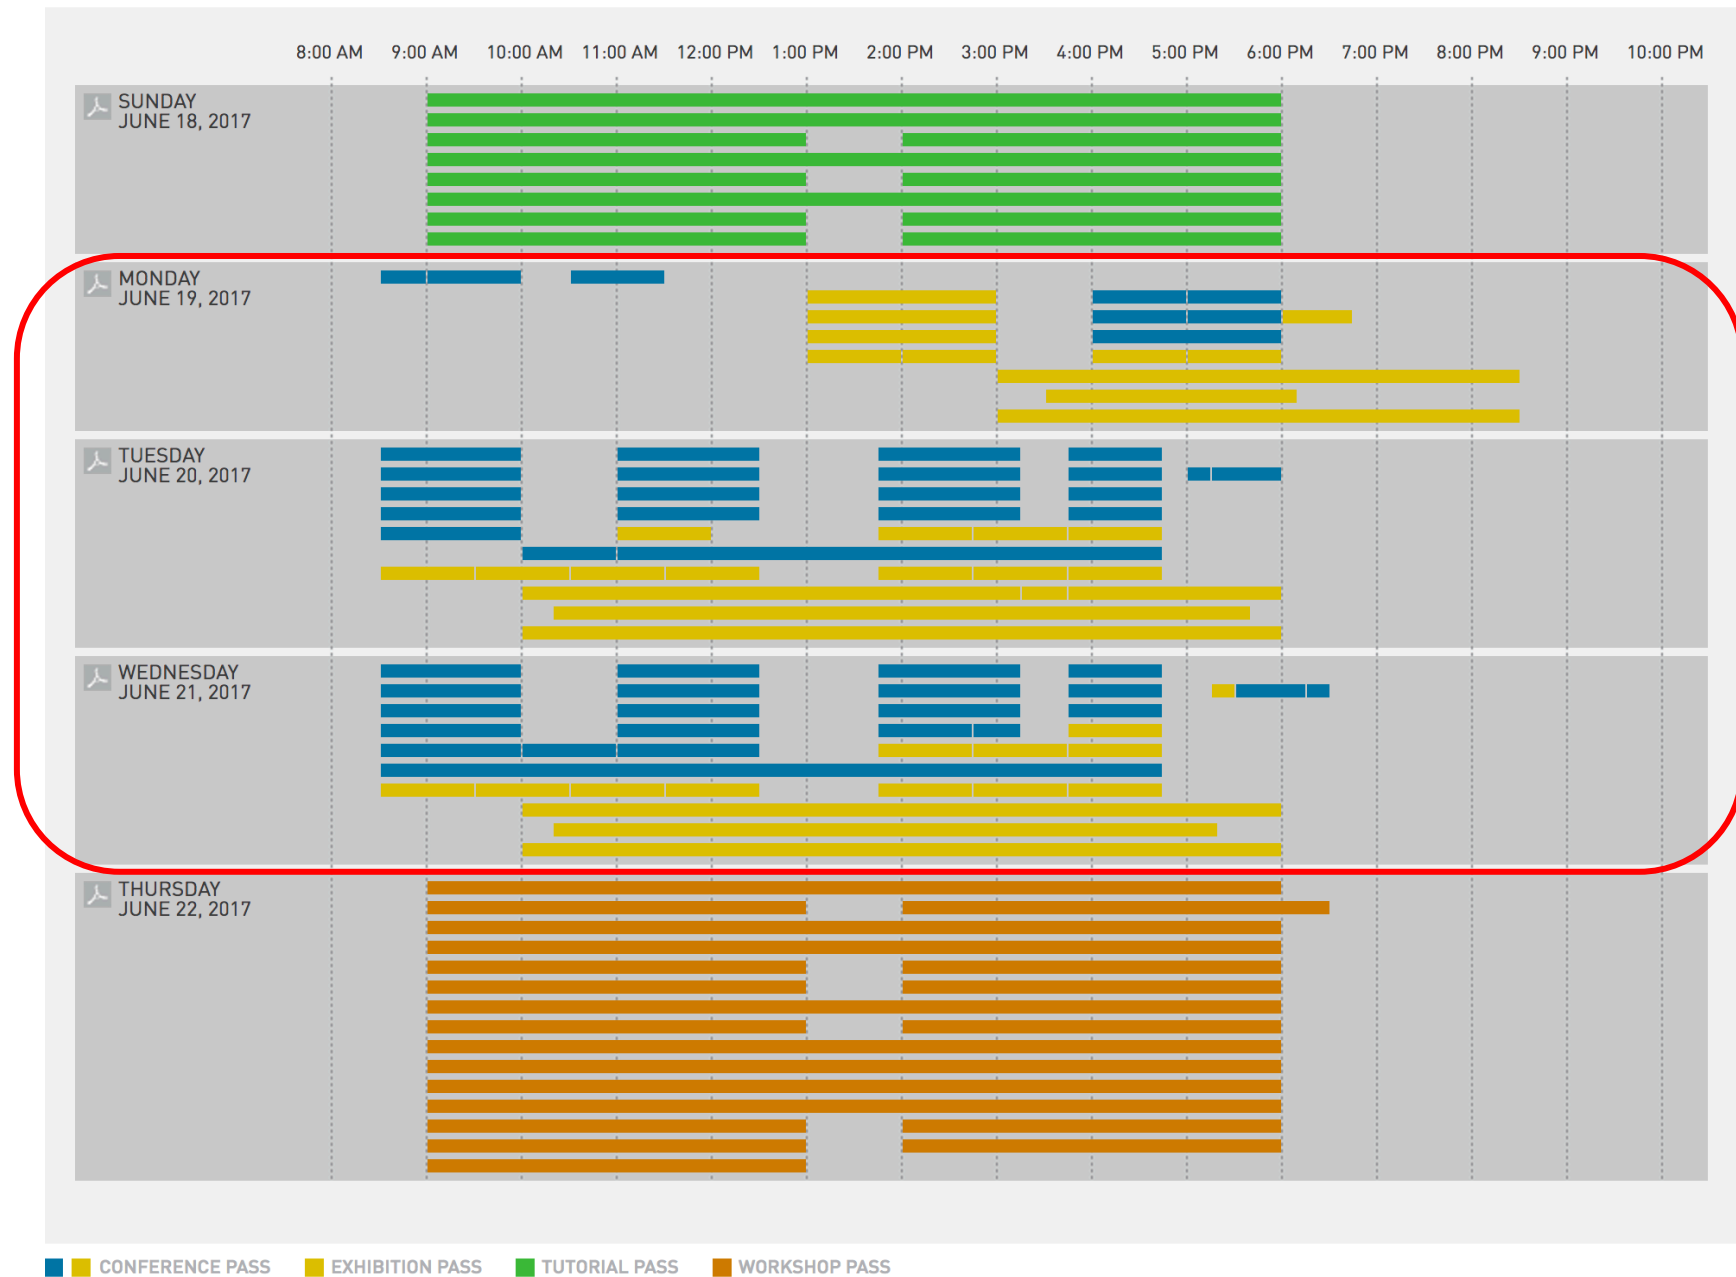 8:00 AM 9:00 AM 10:00 AM 11:00 AM 12:00 PM 1:00 PM 2:00 PM 3:00 PM 4:00 PM 5:00 PM 6:00 PM 7:00 PM 8:00 PM 9:00 PM 10:00 PM
SUNDAY
JUNE 18, 2017
MONDAY
JUNE 19, 2017
TUESDAY
JUNE 20, 2017
WEDNESDAY
JUNE 21, 2017
THURSDAY
JUNE 22, 2017
CONFERENCE PASS EXHIBITION PASS TUTORIAL PASS WORKSHOP PASS